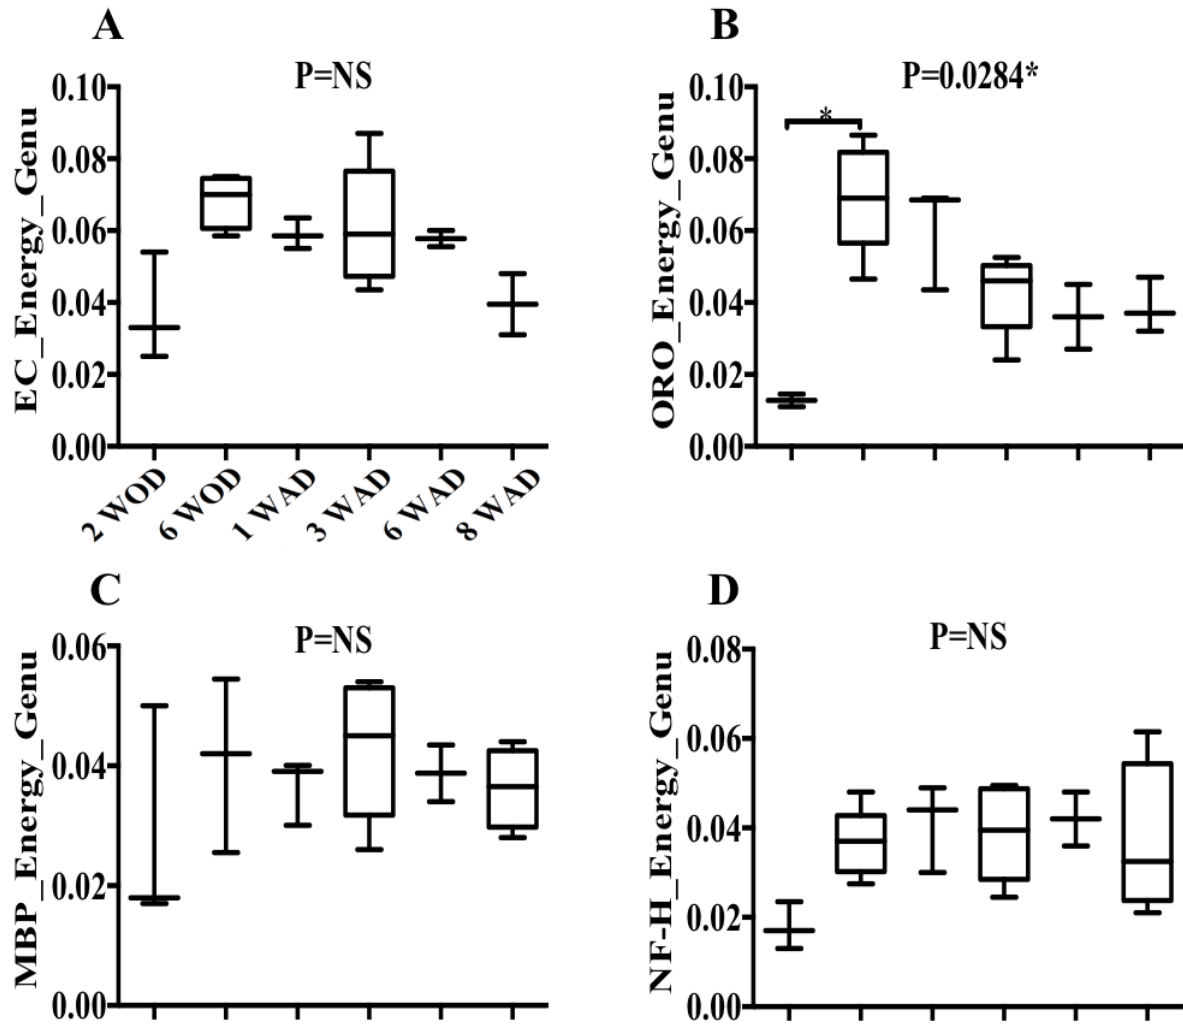 A
P=NS
EC_Energy_Genu
0.10
0.08
0.06
0.04
0.02
0.00
2 WOD
6 WOD
1 WAD
3 WAD
6 WAD
8 WAD
B
P=0.0284*
*
ORO_Energy_Genu
0.10
0.08
0.06
0.04
0.02
0.00
C
P=NS
MBP_Energy_Genu
0.06
0.04
0.02
0.00
D
P=NS
NF-H_Energy_Genu
0.08
0.06
0.04
0.02
0.00